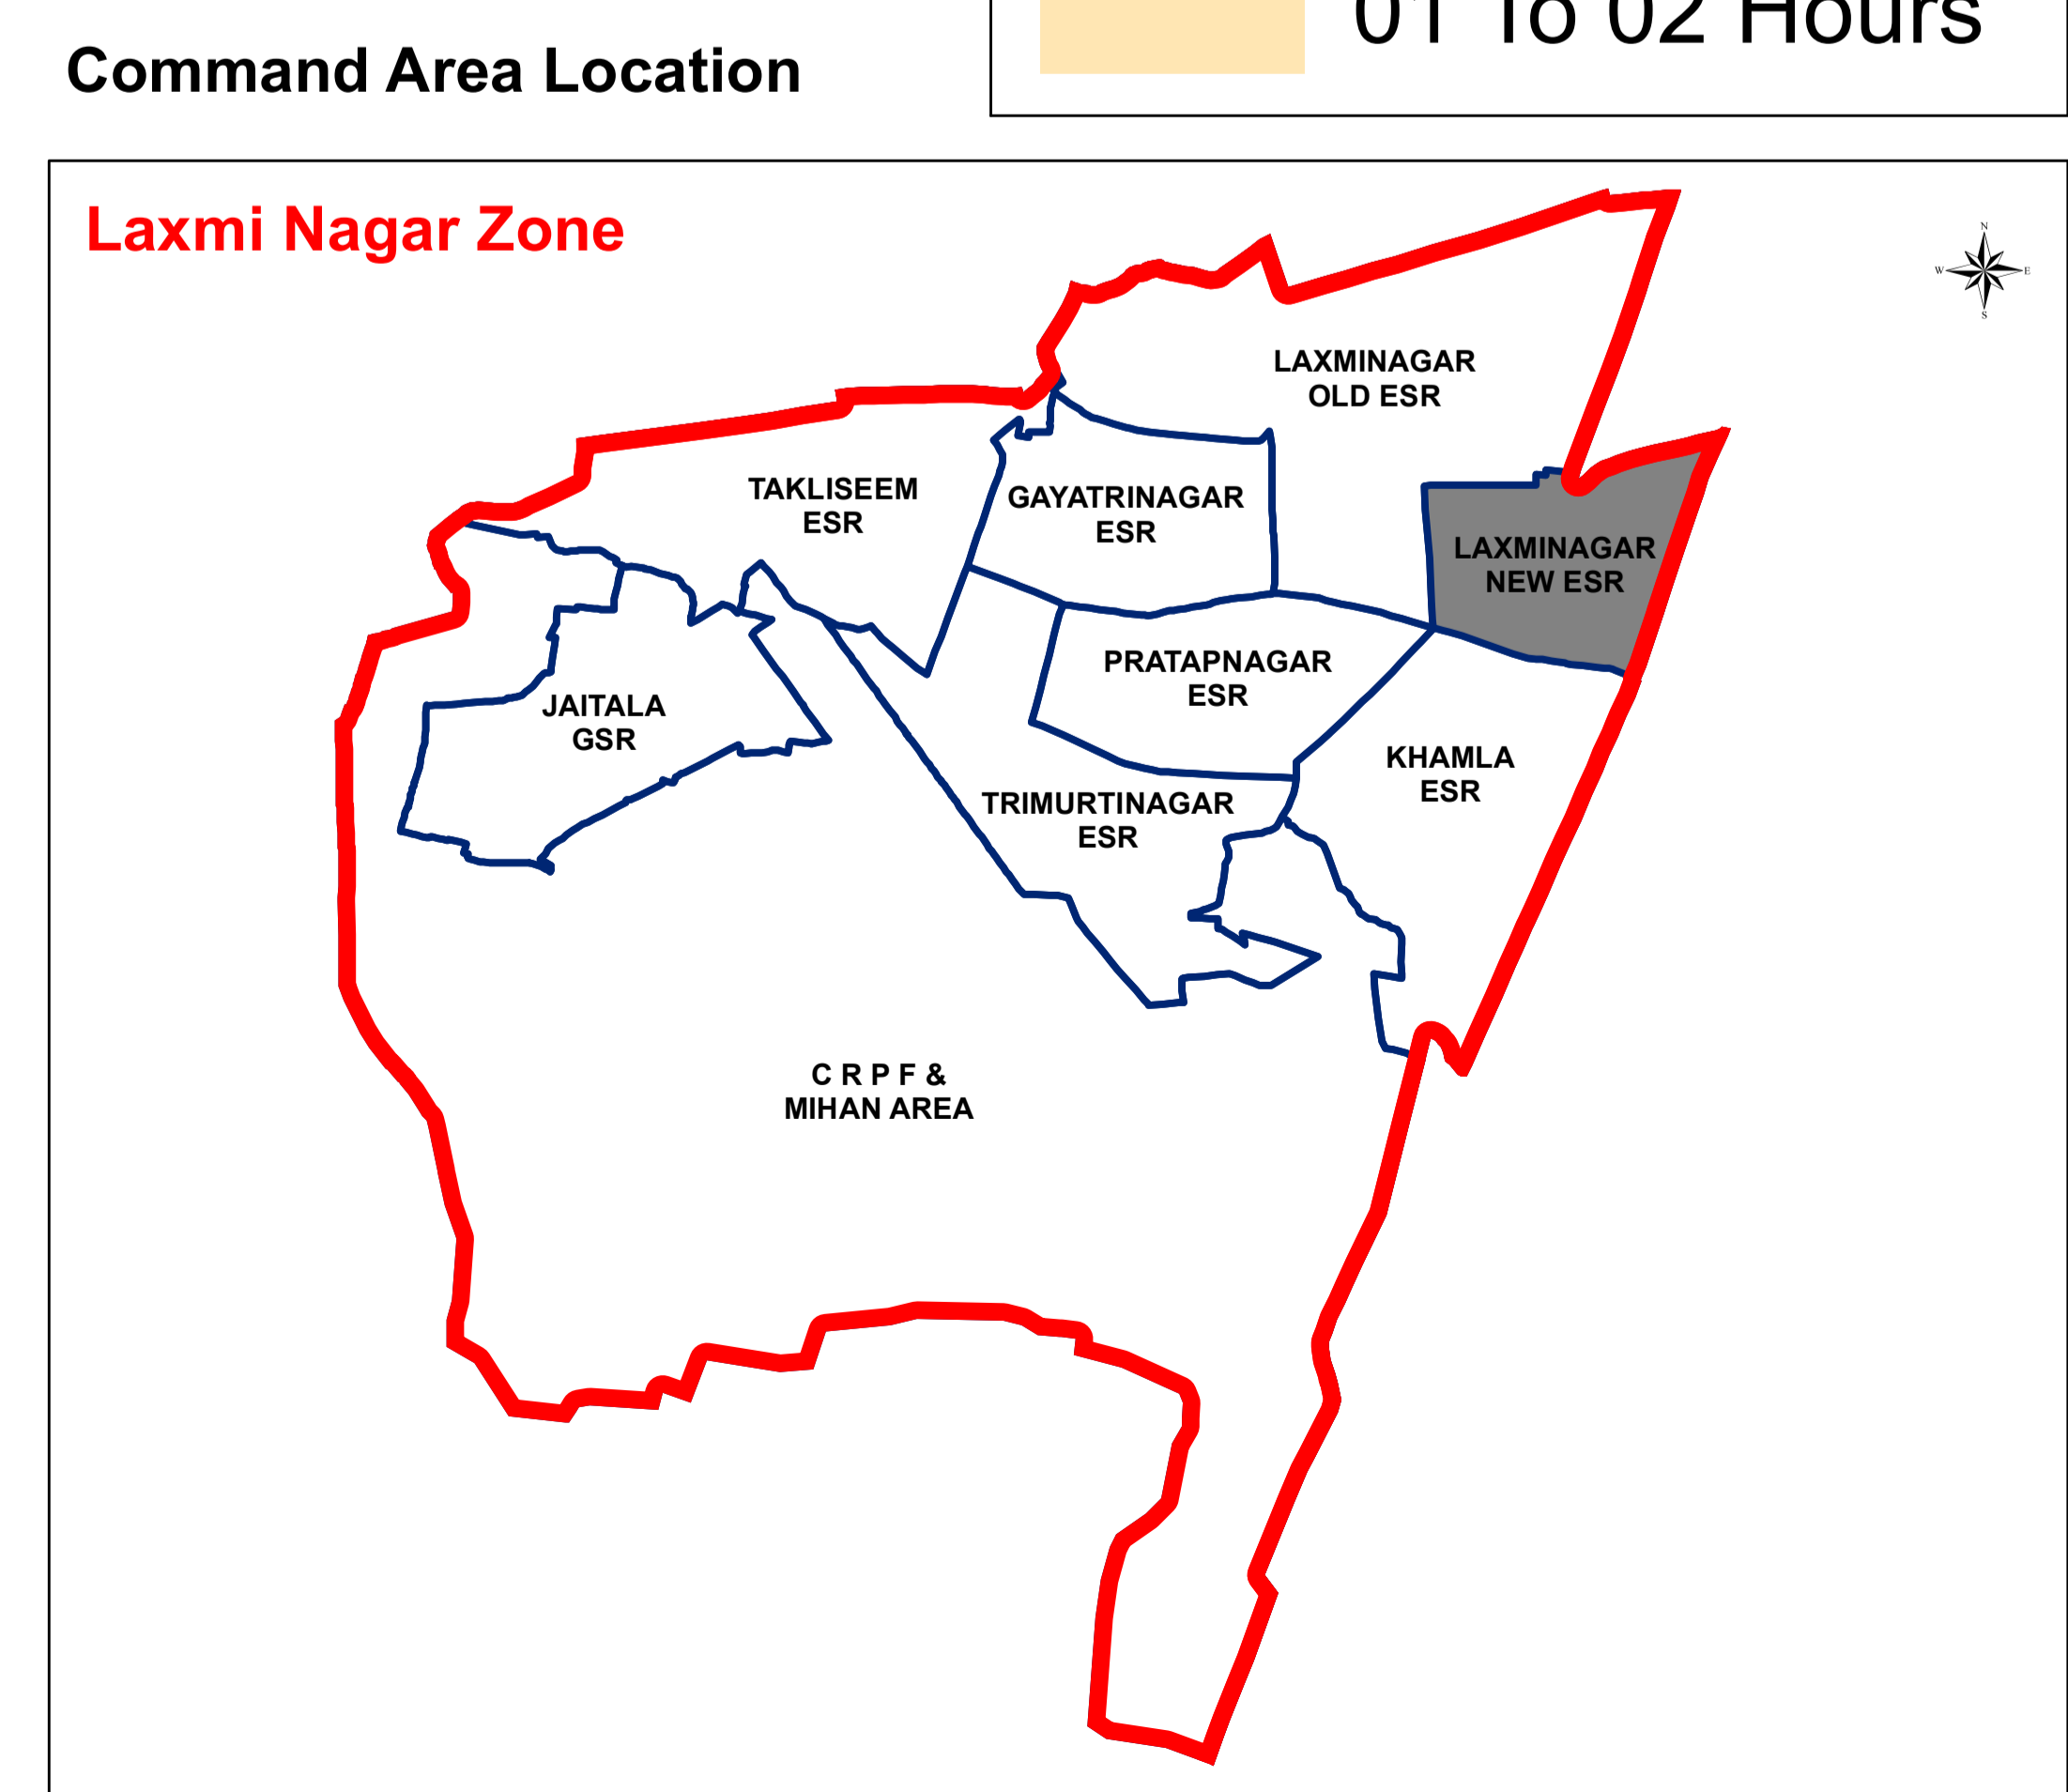 01 To 02 Hours
Command Area Location
Laxmi Nagar Zone
N
W E
S
LAXMINAGAR
OLD ESR
TAKLISEEM
ESR
GAYATRINAGAR
ESR
LAXMINAGAR
NEW ESR
PRATAPNAGAR
ESR
JAITALA
GSR
KHAMLA
ESR
TRIMURTINAGAR
ESR
C R P F &
MIHAN AREA